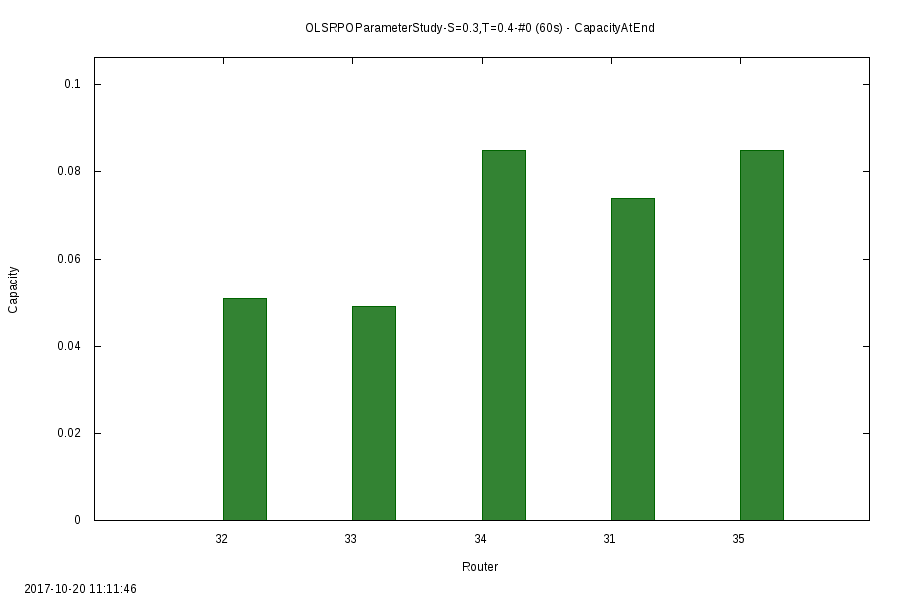 OLSRPOParameterStudy-S=0.3,T=0.4-#0 (60s) - CapacityAtEnd
0.1
0.08
0.06
0.04
0.02
0
Capacity
32 33 34 31 35
Router
2017-10-20 11:11:46